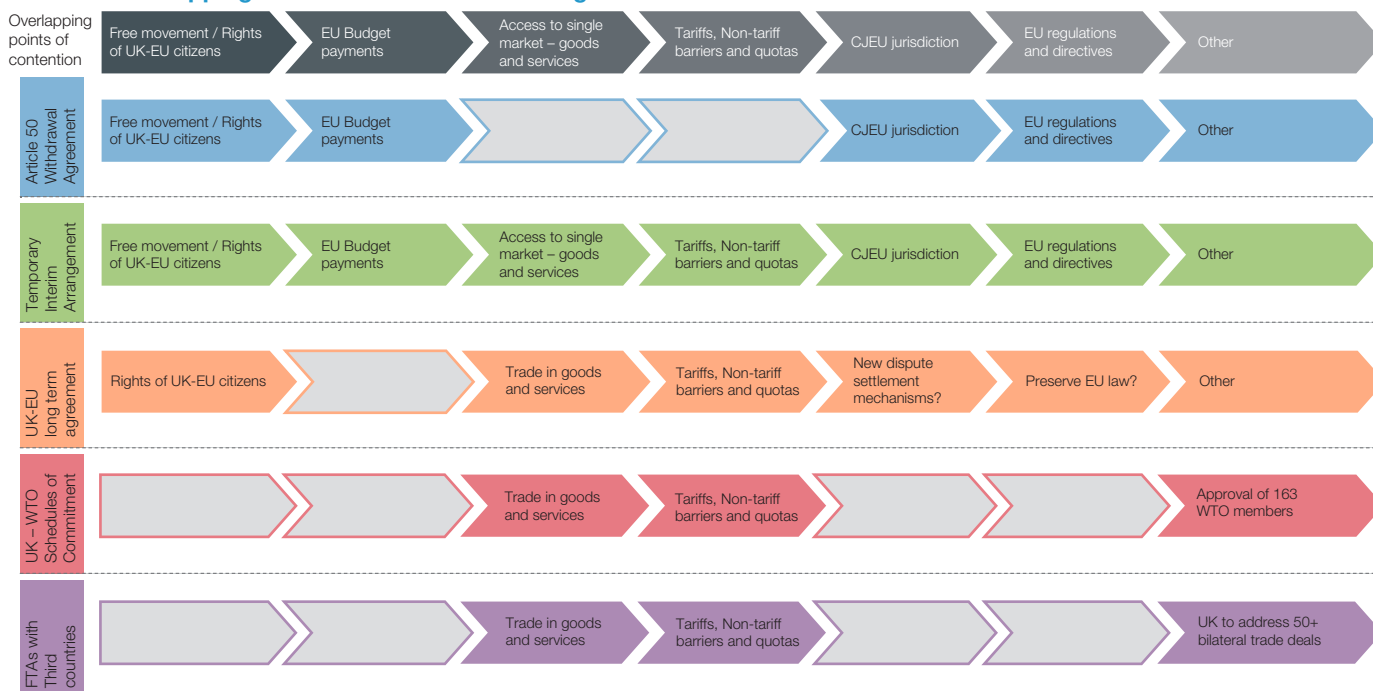 Overlapping
points of
contention
Free movement / Rights
of UK-EU citizens
EU Budget
payments
Access to single
market – goods
and services
Tariffs, Non-tariff
barriers and quotas
CJEU jurisdiction
EU regulations
and directives
Other
Article 50
Withdrawal
Agreement
Free movement / Rights
of UK-EU citizens
EU Budget
payments
CJEU jurisdiction
EU regulations
and directives
Other
Temporary
Interim
Arrangement
Free movement / Rights
of UK-EU citizens
EU Budget
payments
Access to single
market – goods
and services
Tariffs, Non-tariff
barriers and quotas
CJEU jurisdiction
EU regulations
and directives
Other
UK-EU
long term
agreement
Rights of UK-EU citizens
Trade in goods
and services
Tariffs, Non-tariff
barriers and quotas
New dispute
settlement
mechanisms?
Preserve EU law?
Other
UK – WTO
Schedules of
Commitment
Trade in goods
and services
Tariffs, Non-tariff
barriers and quotas
Approval of 163
WTO members
FTAs with
Third
countries
Trade in goods
and services
Tariffs, Non-tariff
barriers and quotas
UK to address 50+
bilateral trade deals